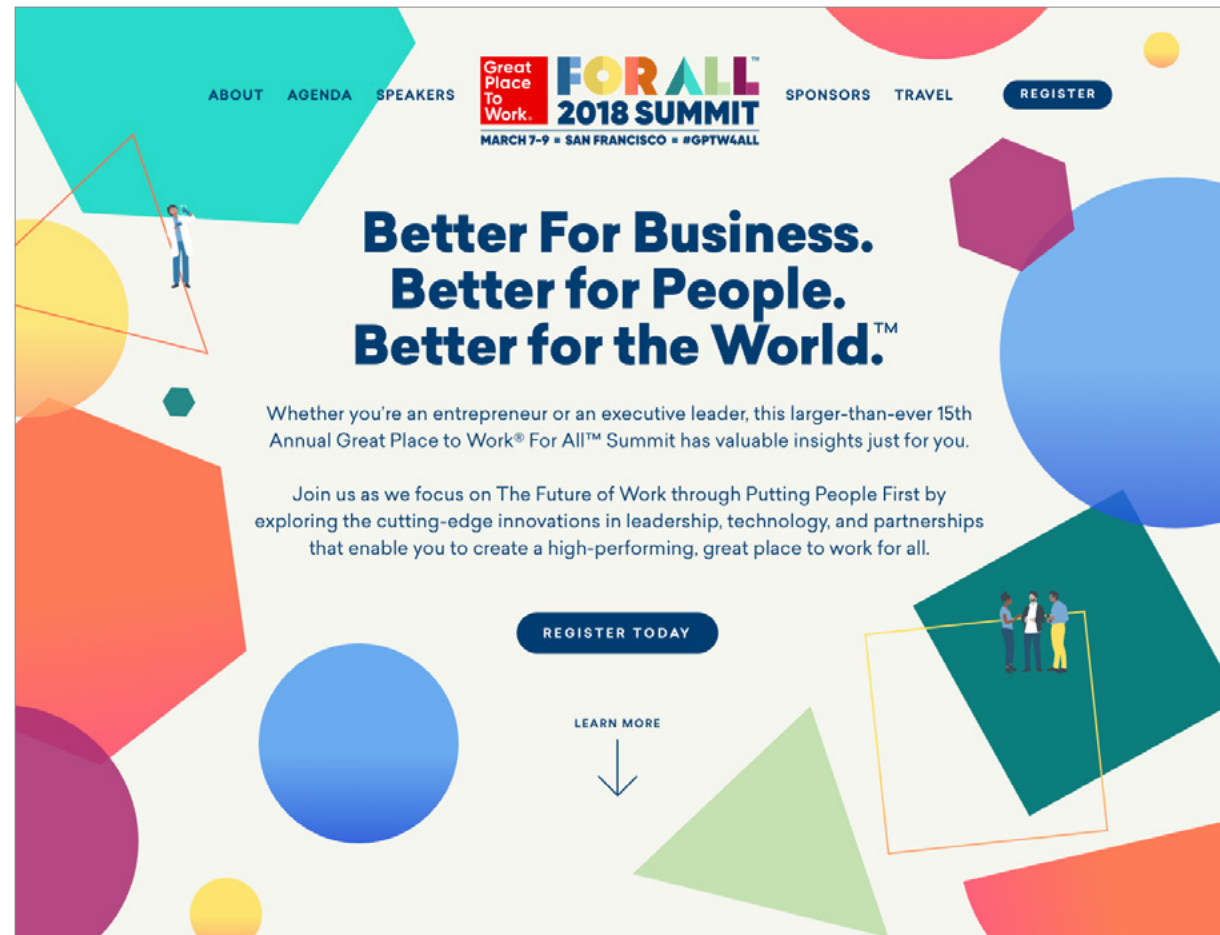 ABOUT AGENDA SPEAKERS
Great
Place
To
Work®
FOR ALL™
2018 SUMMIT
MARCH 7-9 ▪ SAN FRANCISCO ▪ #GPTW4ALL
SPONSORS TRAVEL
REGISTER
Better For Business.
Better for People.
Better for the World.™
Whether you're an entrepreneur or an executive leader, this larger-than-ever 15th
Annual Great Place to Work® For All™ Summit has valuable insights just for you.
Join us as we focus on The Future of Work through Putting People First by
exploring the cutting-edge innovations in leadership, technology, and partnerships
that enable you to create a high-performing, great place to work for all.
REGISTER TODAY
LEARN MORE